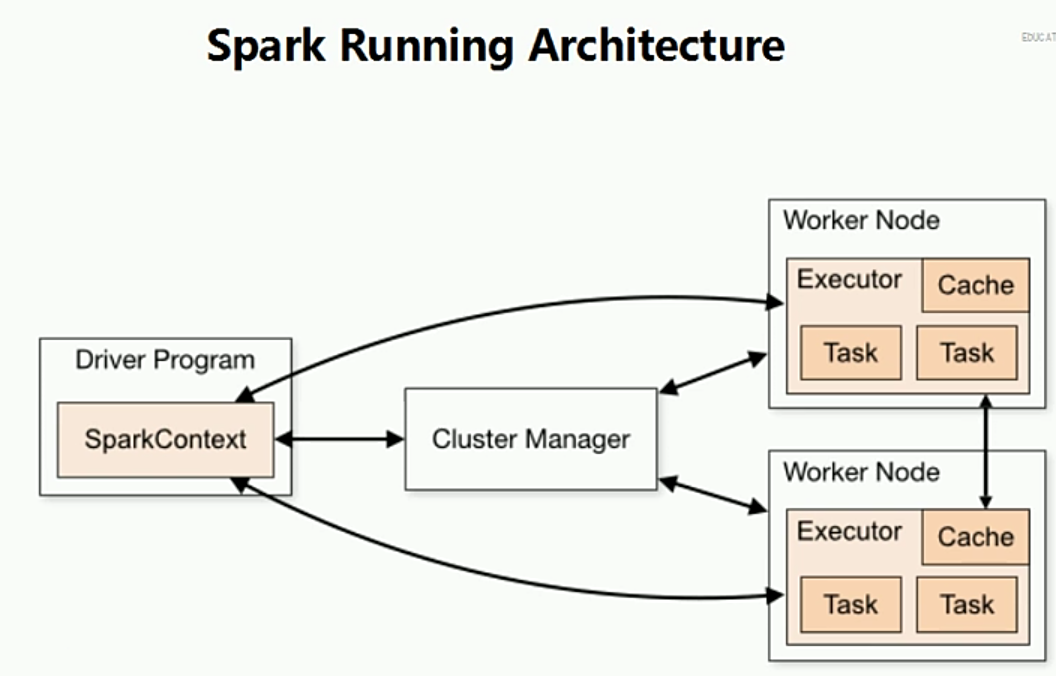 Spark Running Architecture
Driver Program
SparkContext
Cluster Manager
Worker Node
Executor
Cache
Task
Task
Worker Node
Executor
Cache
Task
Task